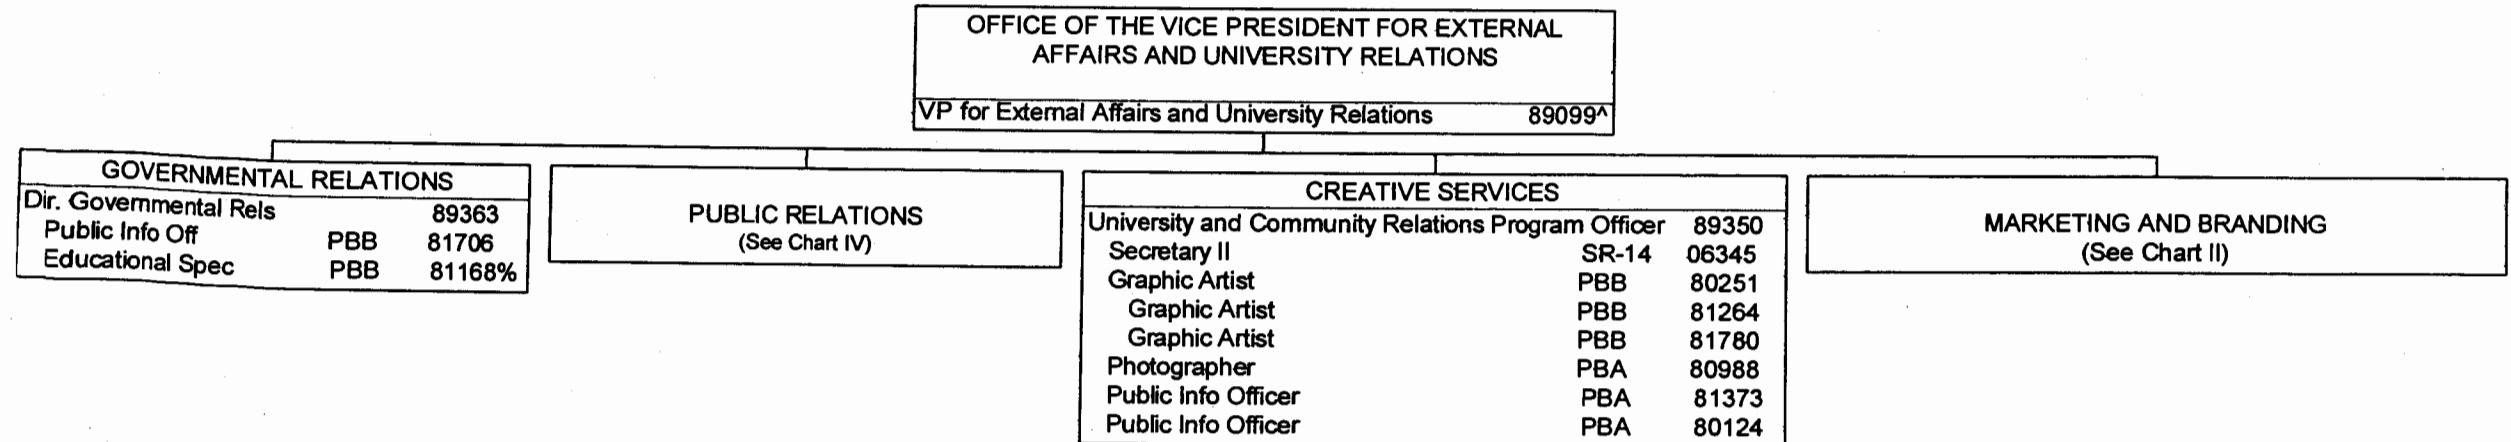 OFFICE OF THE VICE PRESIDENT FOR EXTERNAL
AFFAIRS AND UNIVERSITY RELATIONS
VP for External Affairs and University Relations 89099^
GOVERNMENTAL RELATIONS
Dir. Governmental Rels 89363
Public Info Off PBB 81706
Educational Spec PBB 81168%
PUBLIC RELATIONS
(See Chart IV)
CREATIVE SERVICES
University and Community Relations Program Officer 89350
Secretary II SR-14 06345
Graphic Artist PBB 80251
Graphic Artist PBB 81264
Graphic Artist PBB 81780
Photographer PBA 80988
Public Info Officer PBA 81373
Public Info Officer PBA 80124
MARKETING AND BRANDING
(See Chart II)